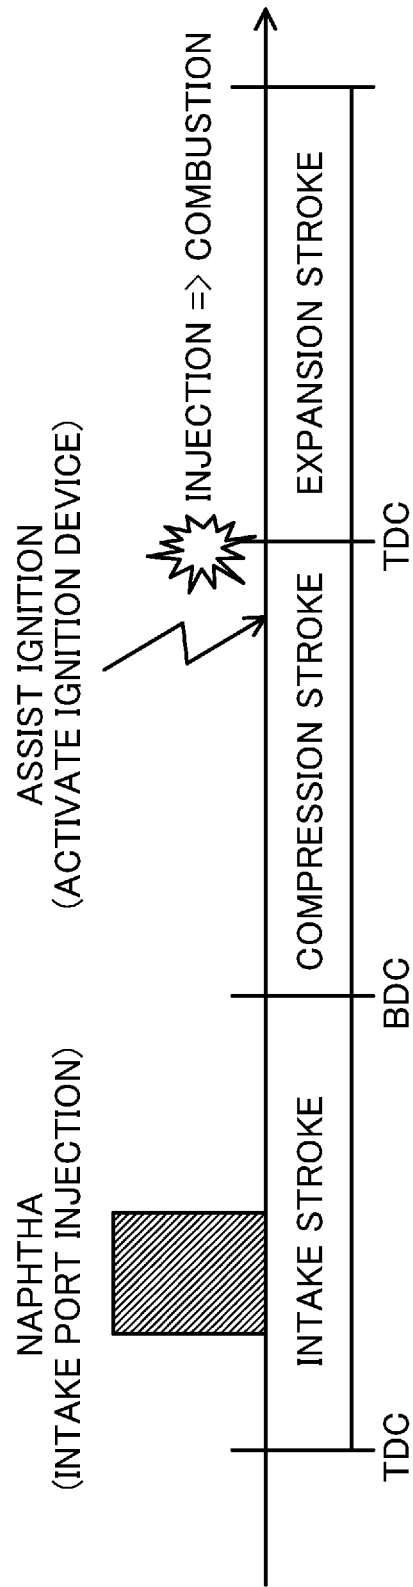 NAPHTHA
(INTAKE PORT INJECTION)
ASSIST IGNITION
(ACTIVATE IGNITION DEVICE)
INJECTION => COMBUSTION
INTAKE STROKE
COMPRESSION STROKE
EXPANSION STROKE
TDC
BDC
TDC